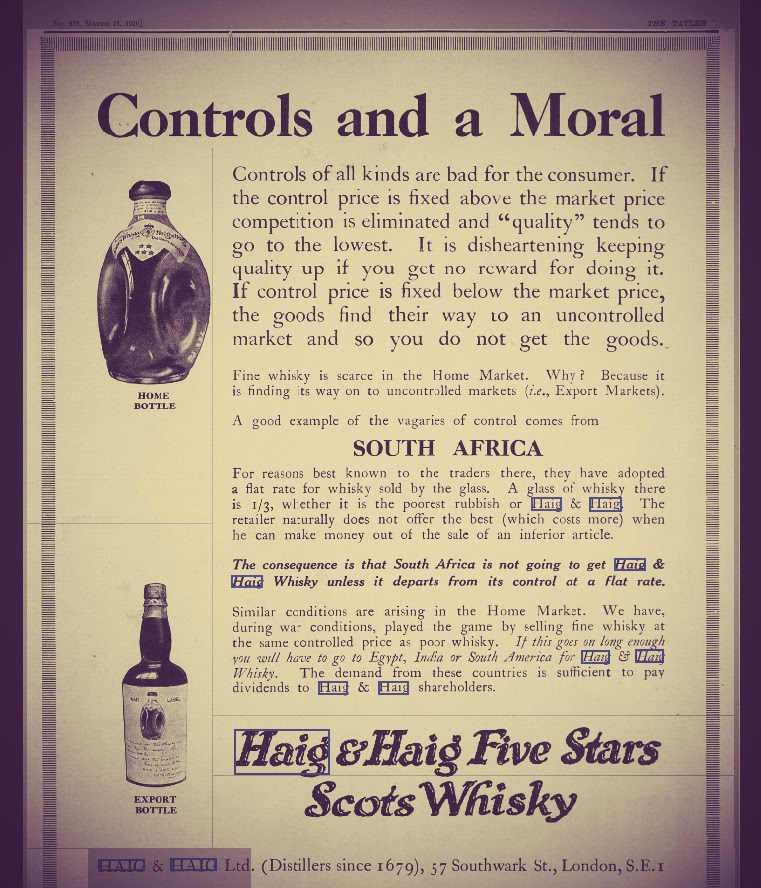 No. 978, March 24, 1920]
THE TATLER
Controls and a Moral
Controls of all kinds are bad for the consumer. If
the control price is fixed above the market price
competition is eliminated and “quality” tends to
go to the lowest. It is disheartening keeping
quality up if you get no reward for doing it.
If control price is fixed below the market price,
the goods find their way to an uncontrolled
market and so you do not get the goods.
HOME
BOTTLE
Fine whisky is scarce in the Home Market. Why? Because it
is finding its way on to uncontrolled markets (i.e., Export Markets).
A good example of the vagaries of control comes from
SOUTH AFRICA
For reasons best known to the traders there, they have adopted
a flat rate for whisky sold by the glass. A glass of whisky there
is 1/3, whether it is the poorest rubbish or Haig & Haig. The
retailer naturally does not offer the best (which costs more) when
he can make money out of the sale of an inferior article.
The consequence is that South Africa is not going to get Haig &
Haig Whisky unless it departs from its control at a flat rate.
Similar conditions are arising in the Home Market. We have,
during war conditions, played the game by selling fine whisky at
the same controlled price as poor whisky. If this goes on long enough
you will have to go to Egypt, India or South America for Haig & Haig
Whisky. The demand from these countries is sufficient to pay
dividends to Haig & Haig shareholders.
Haig & Haig Five Stars
Scots Whisky
EXPORT
BOTTLE
HAIG & HAIG Ltd. (Distillers since 1679), 57 Southwark St., London, S.E.1